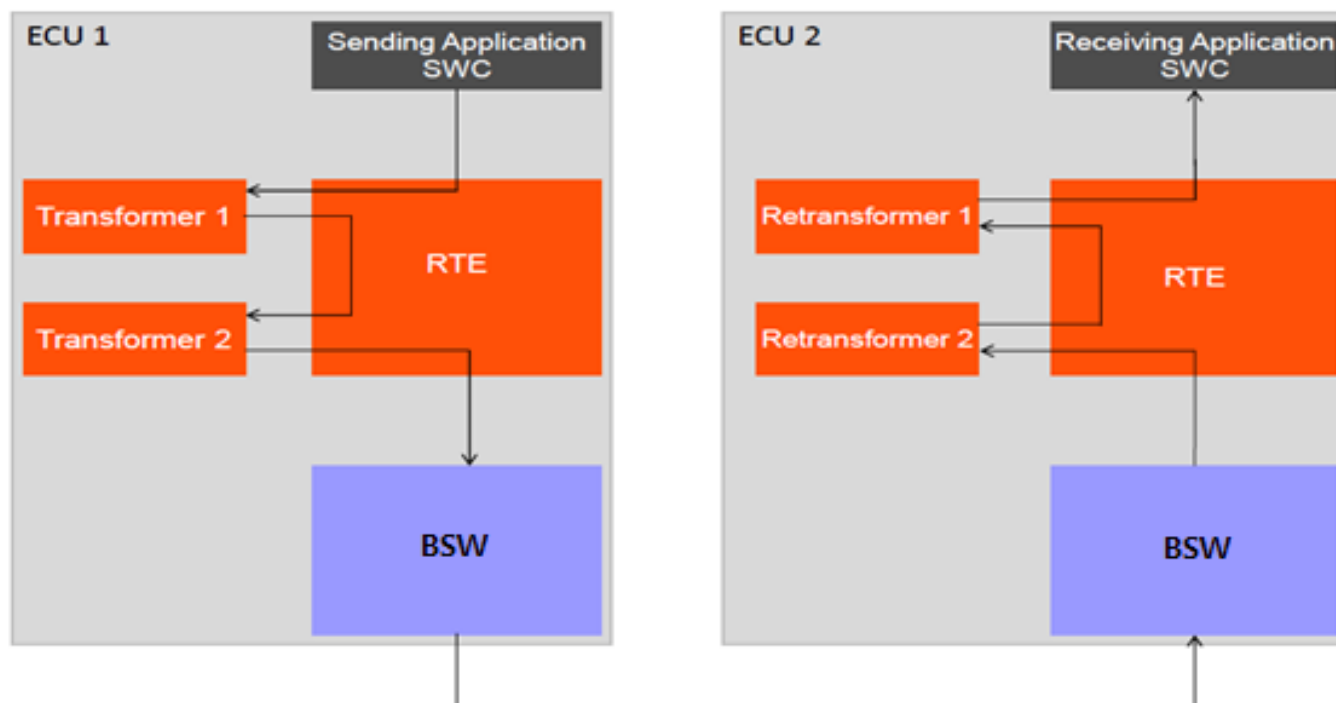 ECU 1
Sending Application
SWC
Transformer 1
RTE
Transformer 2
BSW
ECU 2
Receiving Application
SWC
Retransformer 1
RTE
Retransformer 2
BSW